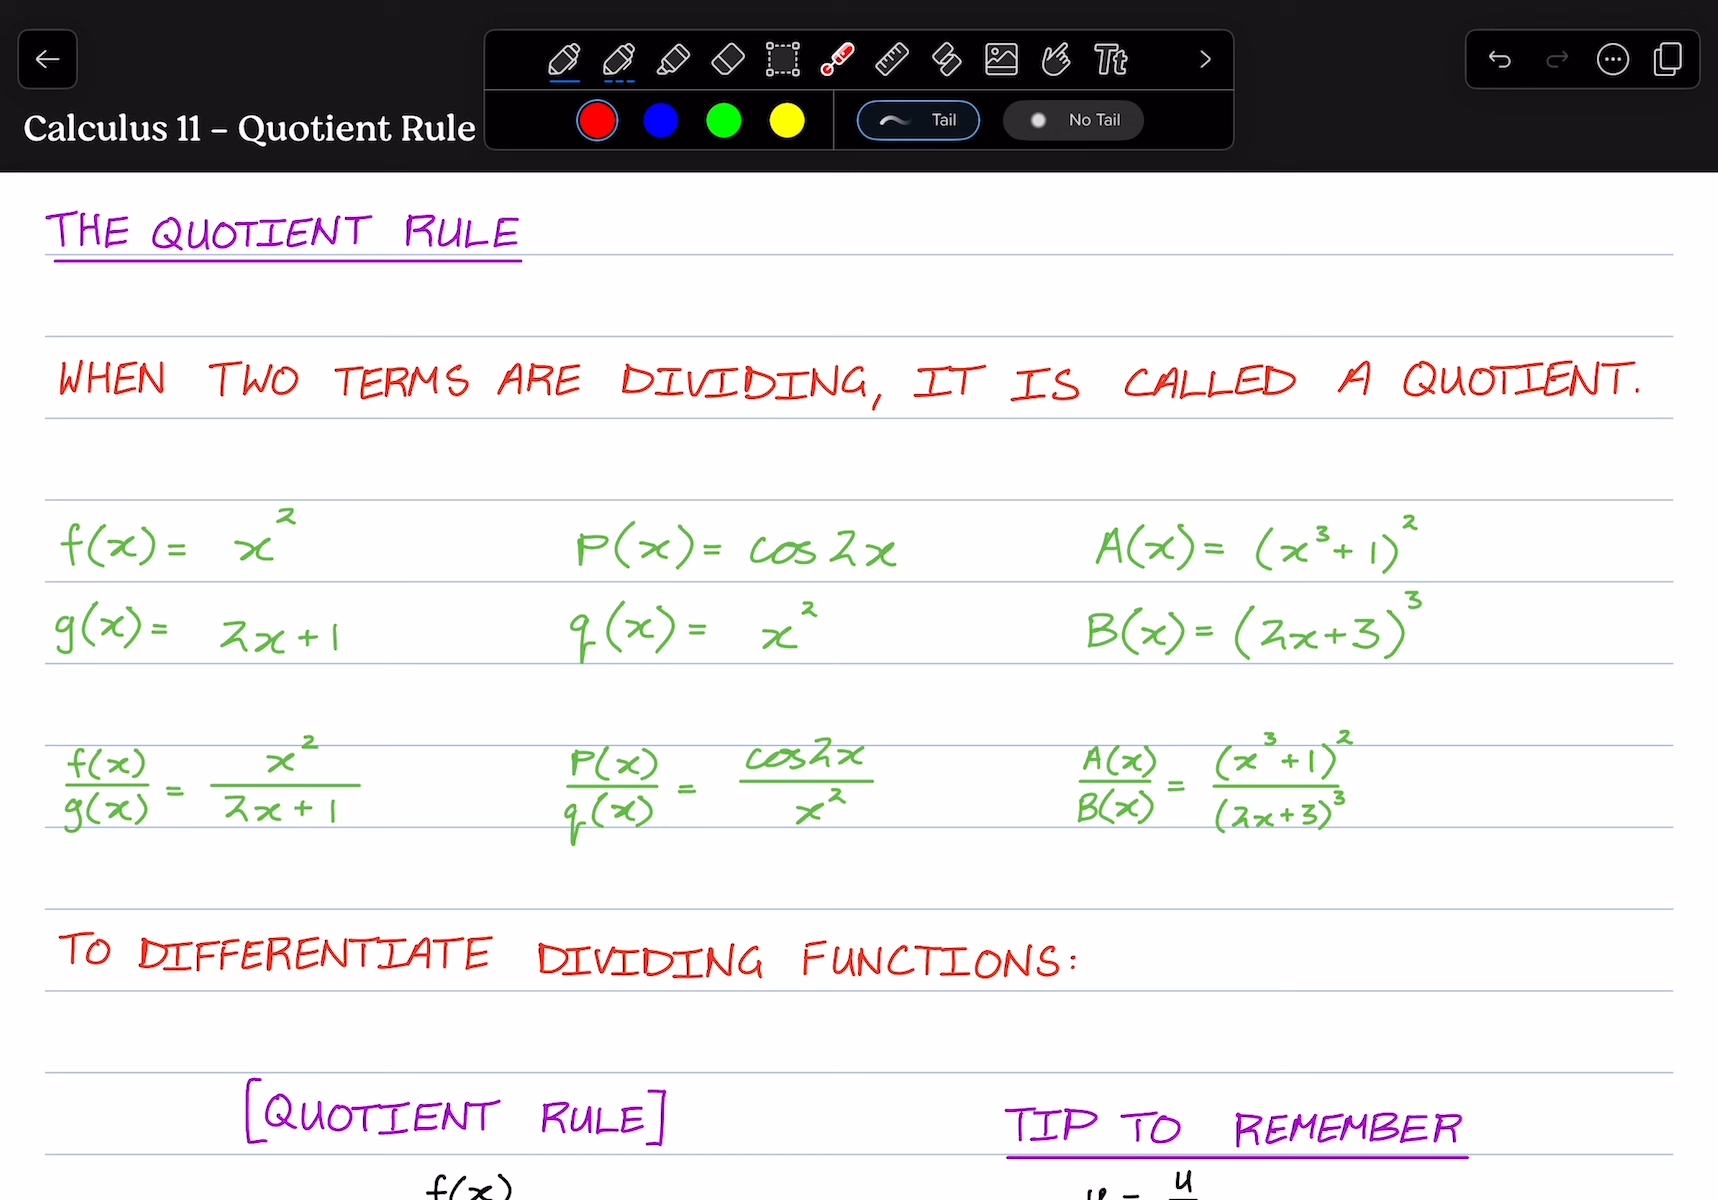 Tt
Tail
No Tail
Calculus 11 – Quotient Rule
THE QUOTIENT RULE
WHEN TWO TERMS ARE DIVIDING, IT IS CALLED A QUOTIENT.
f(x) = x² P(x) = cos 2x A(x) = (x³+1)²
g(x) = 2x+1 q(x) = x² B(x) = (2x+3)³
f(x)/g(x) = x²/2x+1 P(x)/q(x) = cos2x/x² A(x)/B(x) = (x³+1)²/(2x+3)³
TO DIFFERENTIATE DIVIDING FUNCTIONS:
[QUOTIENT RULE]
TIP TO REMEMBER
f(x)
u